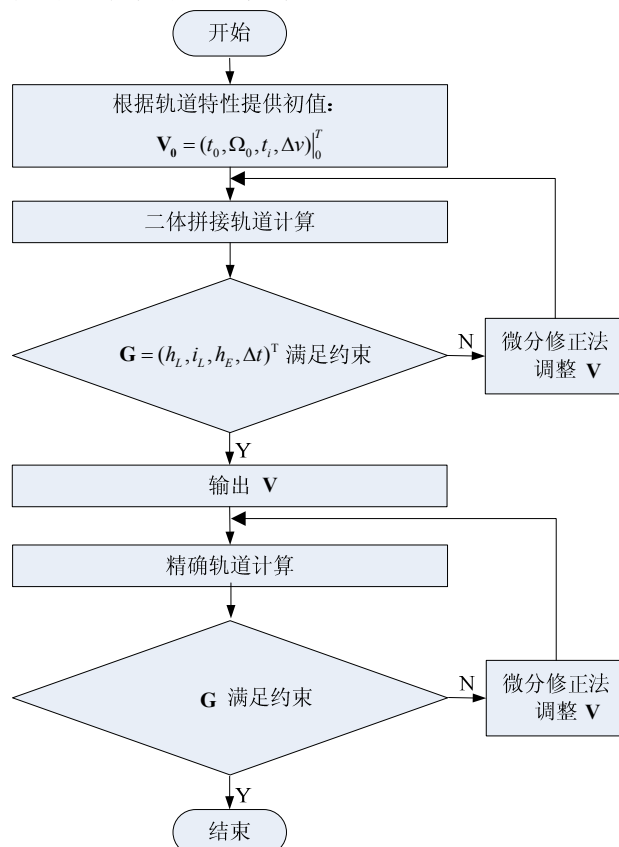 开始
根据轨道特性提供初值：
V₀ = (t₀, Ω₀, tᵢ, Δv)|₀ᵀ
二体拼接轨道计算
G = (h_L, i_L, h_E, Δt)ᵀ 满足约束
N
微分修正法
调整 V
Y
输出 V
精确轨道计算
G 满足约束
N
微分修正法
调整 V
Y
结束